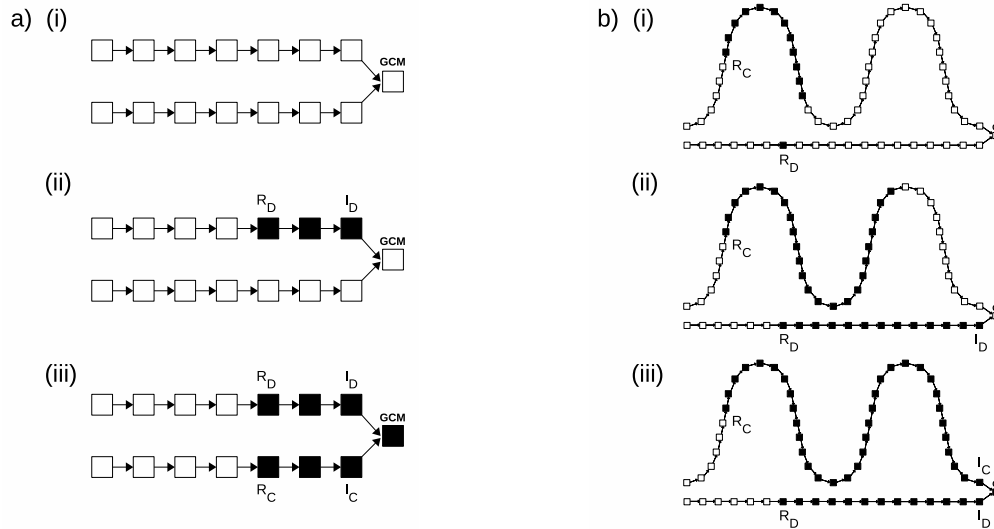 a) (i)
GCM
(ii)
R_D I_D
GCM
(iii)
R_D I_D
GCM
R_C I_C
b) (i)
R_C
R_D
(ii)
R_C
R_D I_D
(iii)
R_C
I_C
R_D I_D